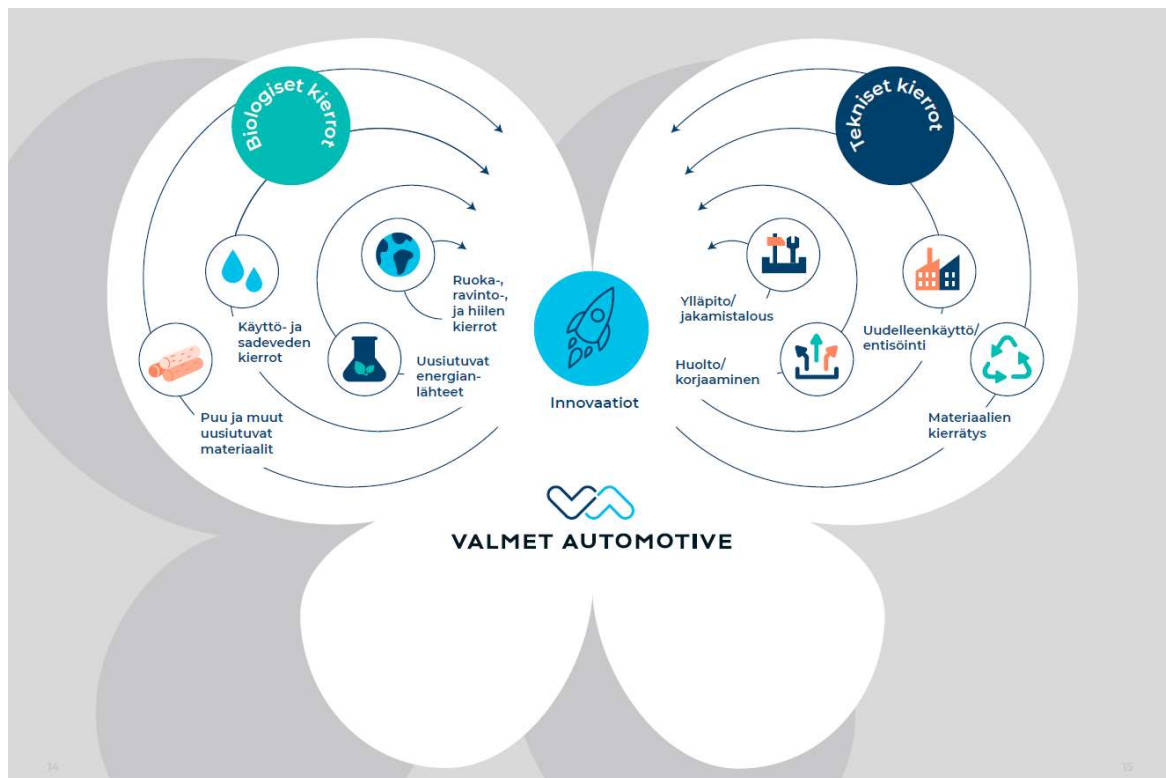 Biologiset kierrot
Tekniset kierrot
Ruoka-,
ravinto-,
ja hiilen
kierrot
Käyttö- ja
sadeveden
kierrot
Uusiutuvat
energian-
lähteet
Puu ja muut
uusiutuvat
materiaalit
Innovaatiot
Ylläpito/
jakamistalous
Huolto/
korjaaminen
Uudelleenkäyttö/
entisöinti
Materiaalien
kierrätys
VALMET AUTOMOTIVE
14
15